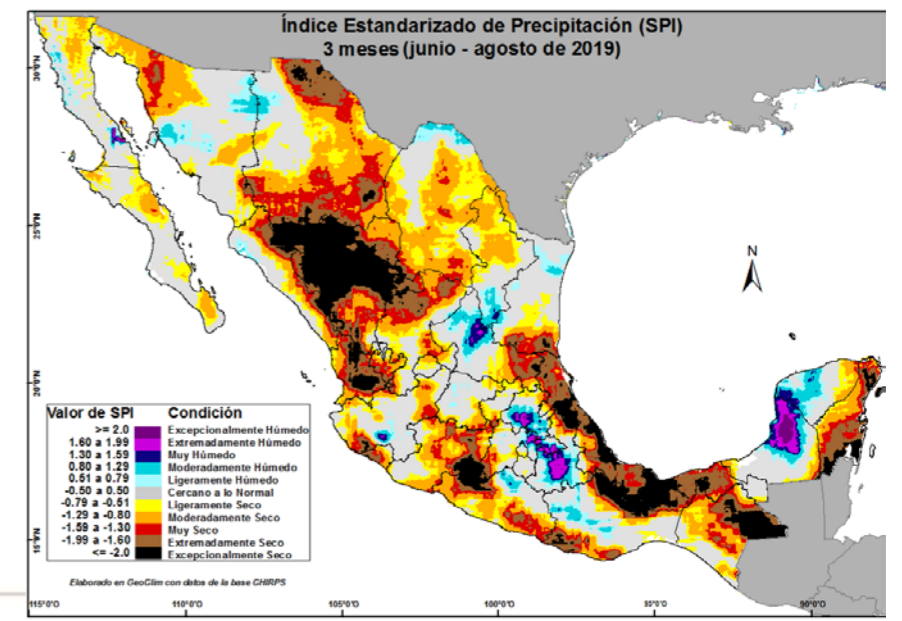 Índice Estandarizado de Precipitación (SPI)
3 meses (junio - agosto de 2019)
30°0'N
25°0'N
N
20°0'N
Valor de SPI Condición
>= 2.0 Excepcionalmente Húmedo
1.60 a 1.99 Extremadamente Húmedo
1.30 a 1.59 Muy Húmedo
0.80 a 1.29 Moderadamente Húmedo
0.51 a 0.79 Ligeramente Húmedo
-0.50 a 0.50 Cercano a lo Normal
-0.79 a -0.51 Ligeramente Seco
-1.29 a -0.80 Moderadamente Seco
-1.59 a -1.30 Muy Seco
-1.99 a -1.60 Extremadamente Seco
<= -2.0 Excepcionalmente Seco
15°0'N
Elaborado en GeoClim con datos de la base CHIRPS
115°0'O 110°0'O 105°0'O 100°0'O 95°0'O 90°0'O